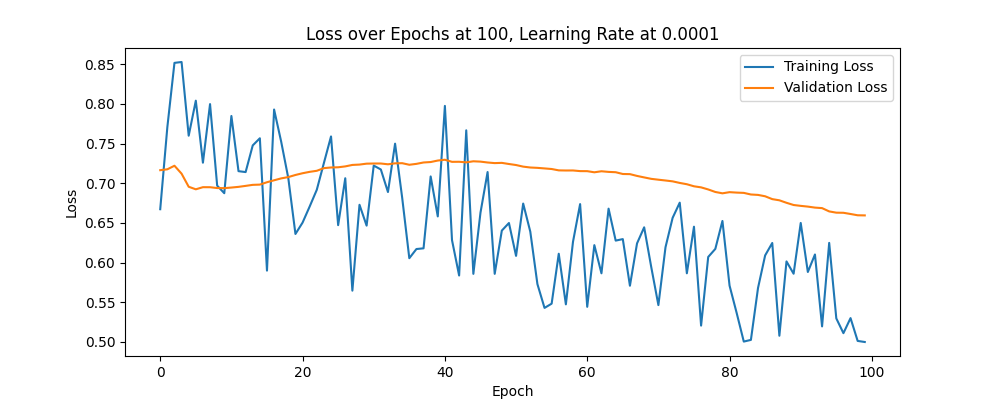 Loss over Epochs at 100, Learning Rate at 0.0001
Training Loss
Validation Loss
Loss
0.85
0.80
0.75
0.70
0.65
0.60
0.55
0.50
0
20
40
60
80
100
Epoch